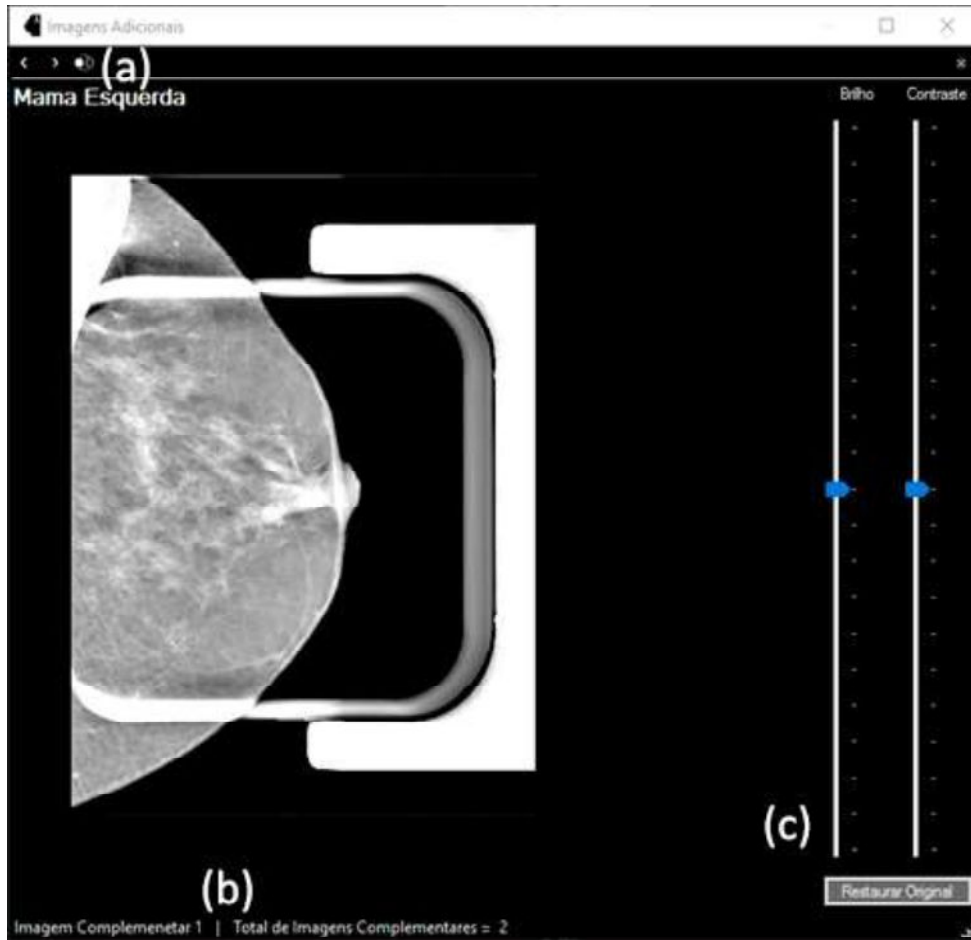 Imagens Adicionais
(a)
Mama Esquerda
Brilho Contraste
(c)
Restaurar Original
(b)
Imagem Complemenetar 1 | Total de Imagens Complementares = 2